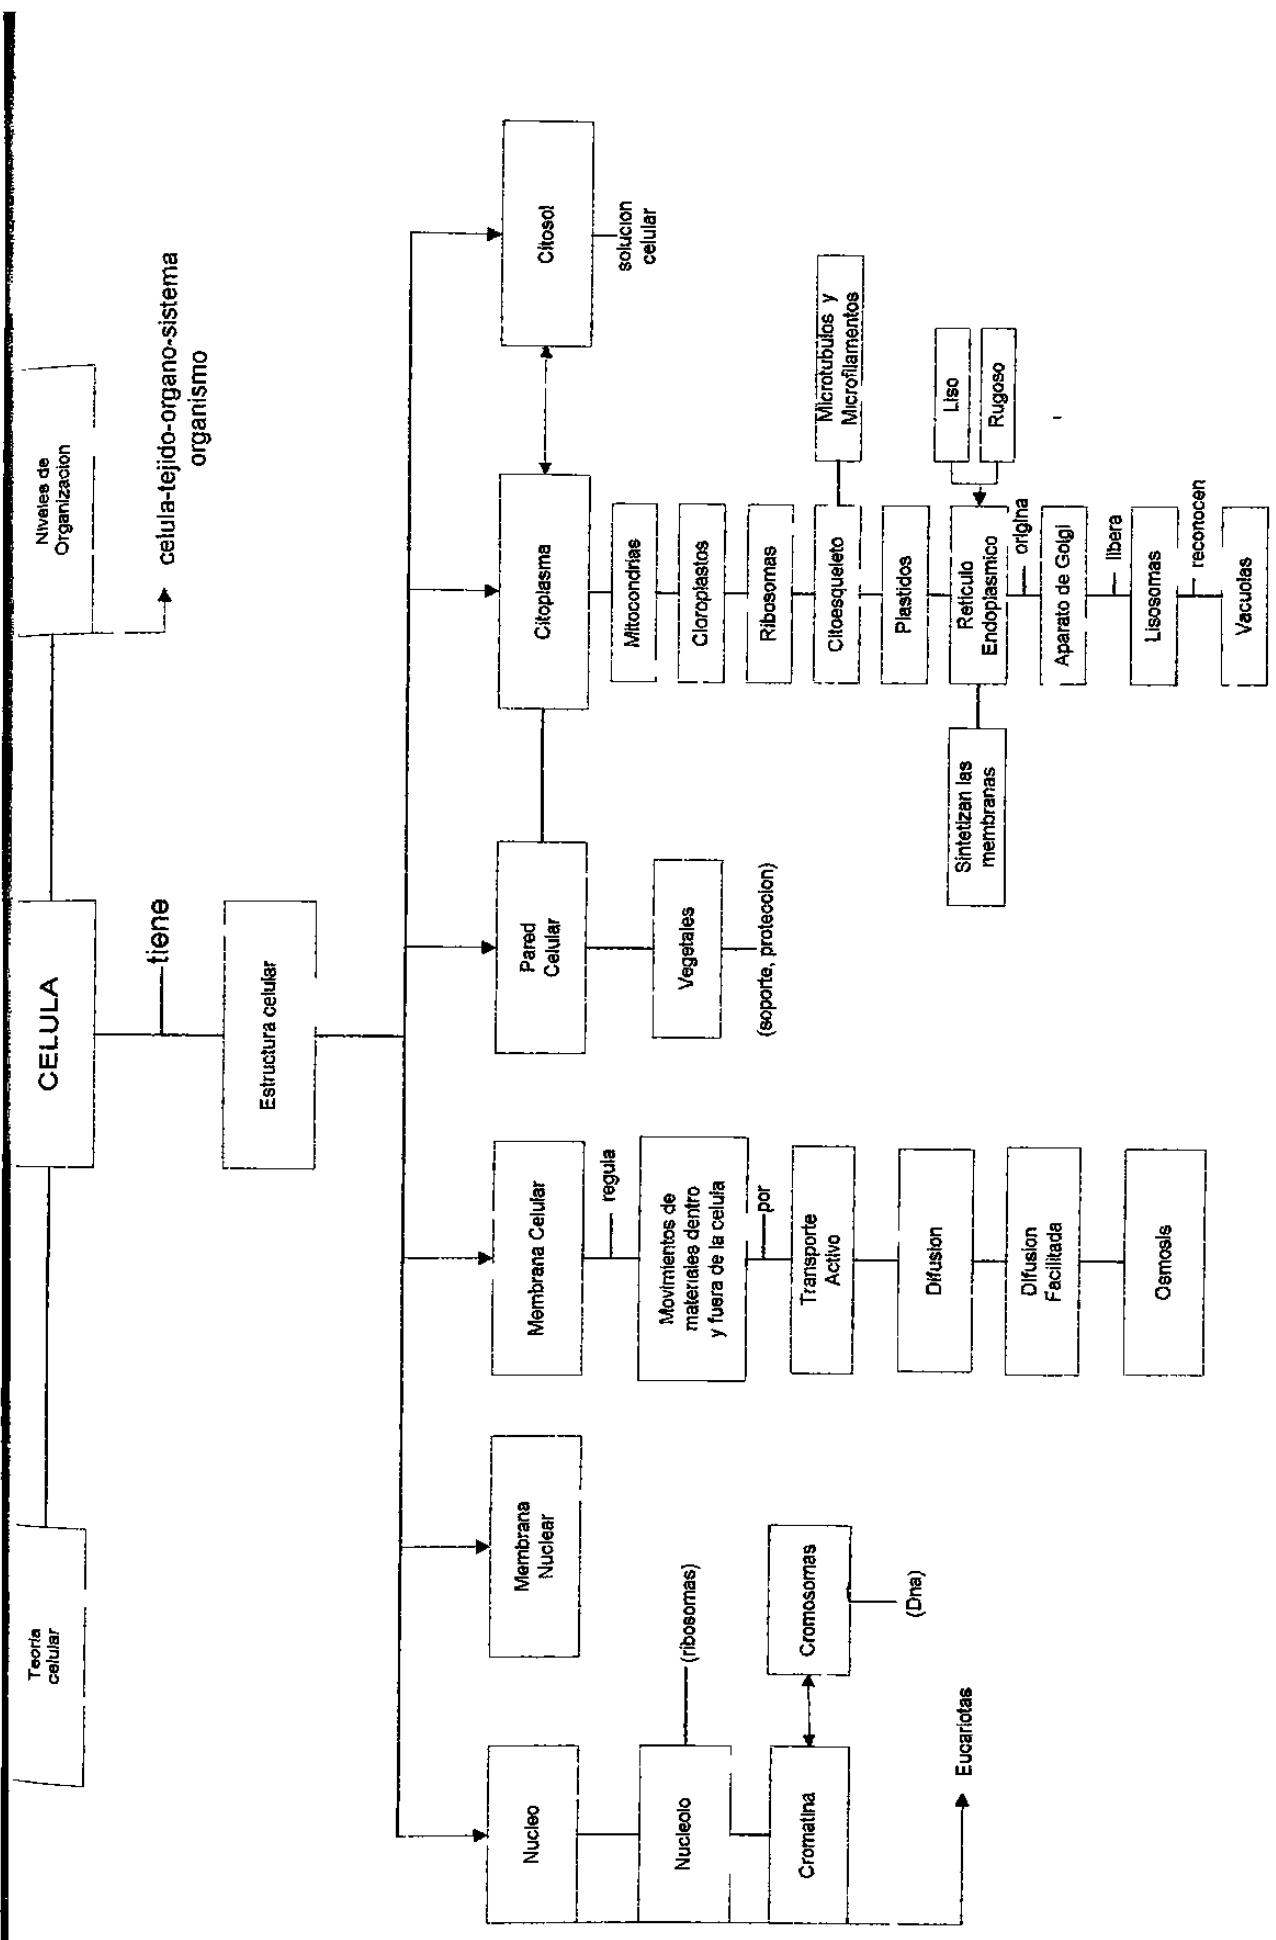 Teoria
celular
CELULA
Niveles de
Organizacion
celula-tejido-organo-sistema
organismo
tiene
Estructura celular
Nucleo
Membrana
Nuclear
Membrana Celular
Pared
Celular
Citoplasma
Citosol
solucion
celular
Nucleolo
(ribosomas)
Cromatina
Cromosomas
(Dna)
Eucariotas
regula
Movimientos de
materiales dentro
y fuera de la celula
por
Transporte
Activo
Difusion
Difusion
Facilitada
Osmosis
Vegetales
(soporte, proteccion)
Mitocondrias
Cloroplastos
Ribosomas
Citoesqueleto
Microtubulos y
Microfilamentos
Plastidos
Reticulo
Endoplasmico
Liso
Rugoso
Sintetizan las
membranas
origina
Aparato de Golgi
libera
Lisosomas
reconocen
Vacuolas